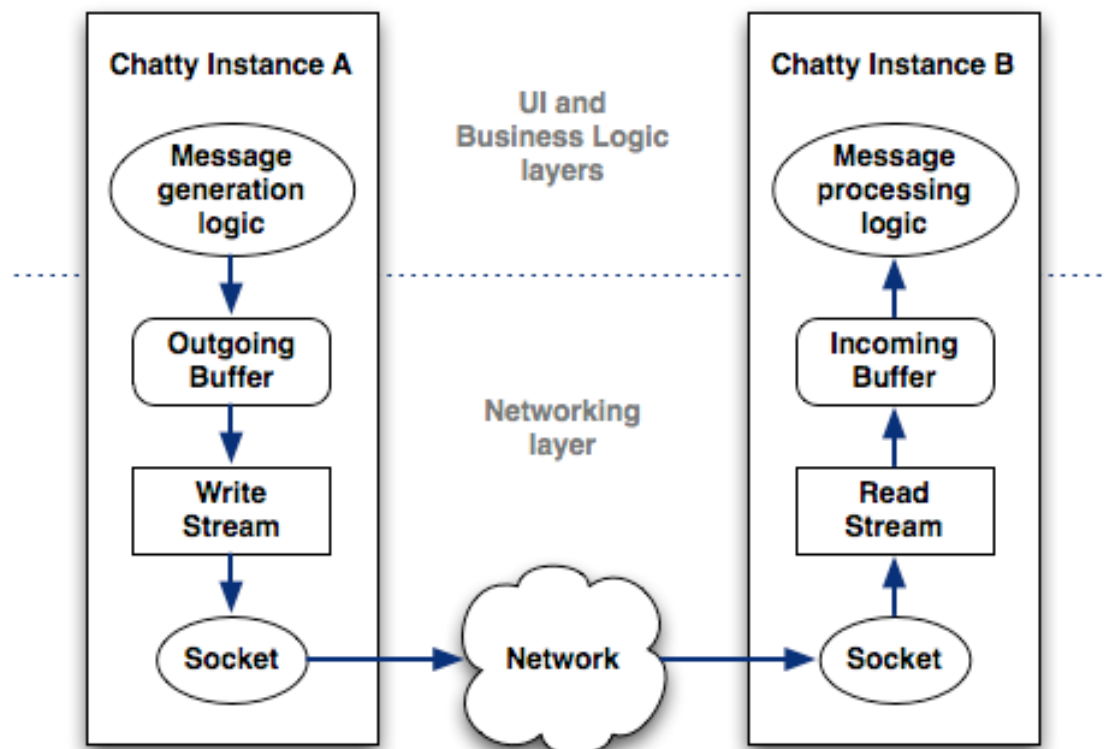 Chatty Instance A
Message
generation
logic
Outgoing
Buffer
Write
Stream
Socket
UI and
Business Logic
layers
Networking
layer
Network
Chatty Instance B
Message
processing
logic
Incoming
Buffer
Read
Stream
Socket